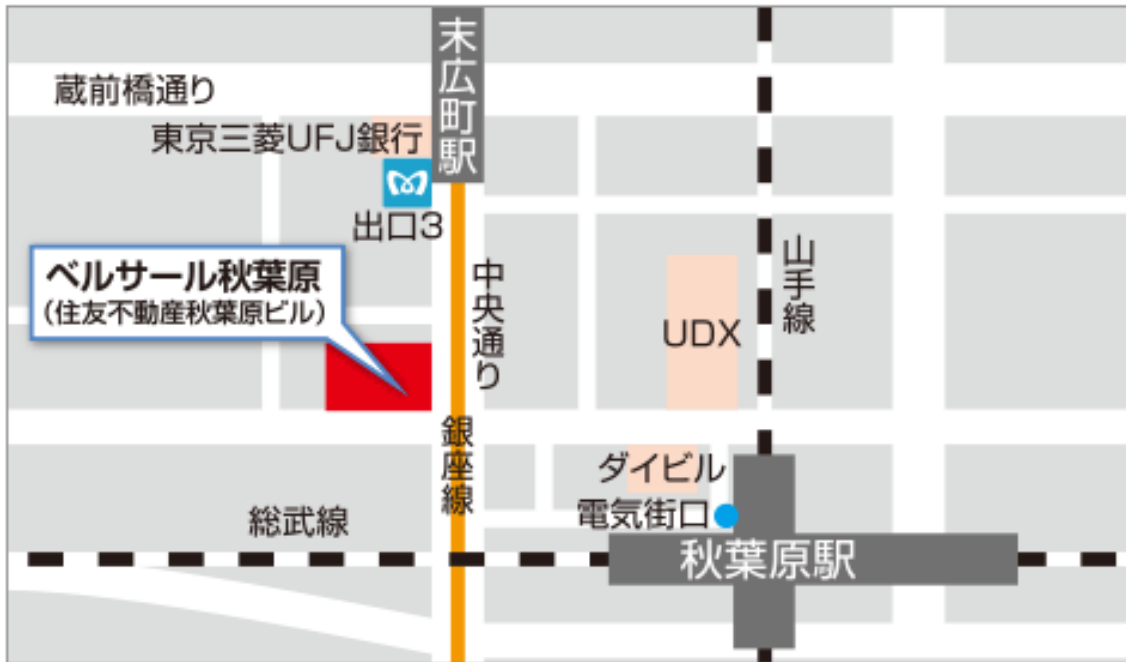 末広町駅
蔵前橋通り
東京三菱UFJ銀行
出口3
ベルサール秋葉原
(住友不動産秋葉原ビル)
中央通り
山手線
UDX
銀座線
ダイビル
電気街口
総武線
秋葉原駅